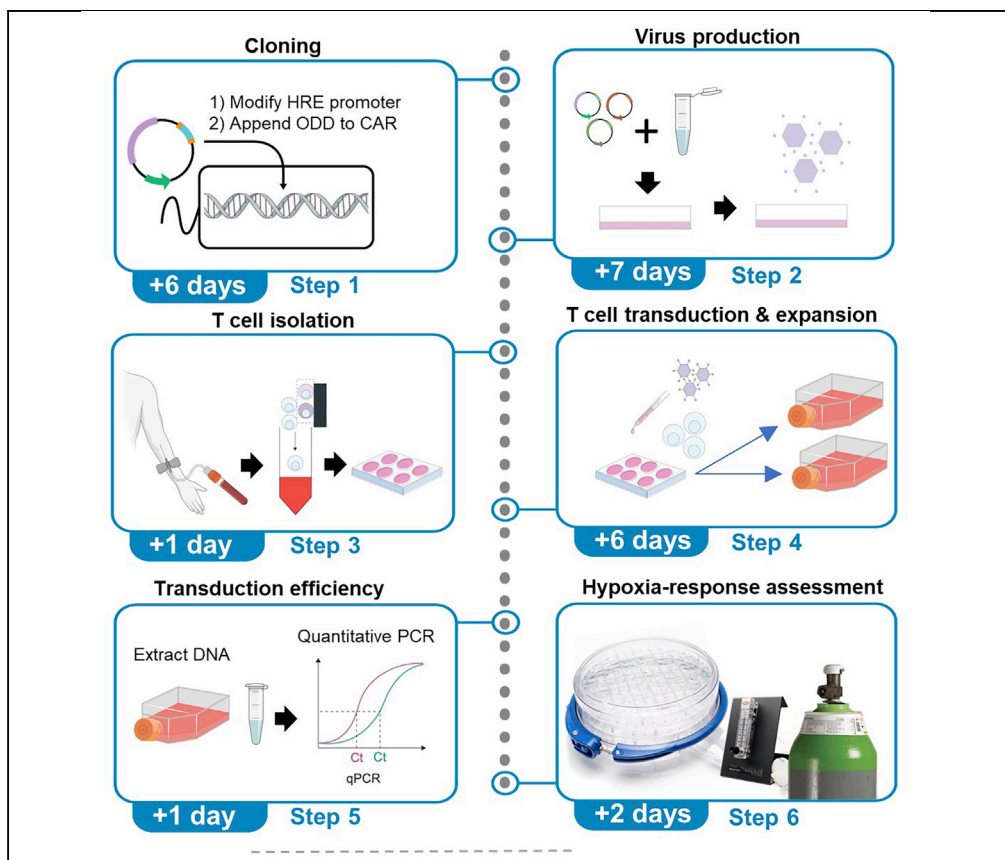 Cloning
1) Modify HRE promoter
2) Append ODD to CAR
+6 days
Step 1
Virus production
+7 days
Step 2
T cell isolation
+1 day
Step 3
T cell transduction & expansion
+6 days
Step 4
Transduction efficiency
Extract DNA
Quantitative PCR
Ct
Ct
qPCR
+1 day
Step 5
Hypoxia-response assessment
+2 days
Step 6